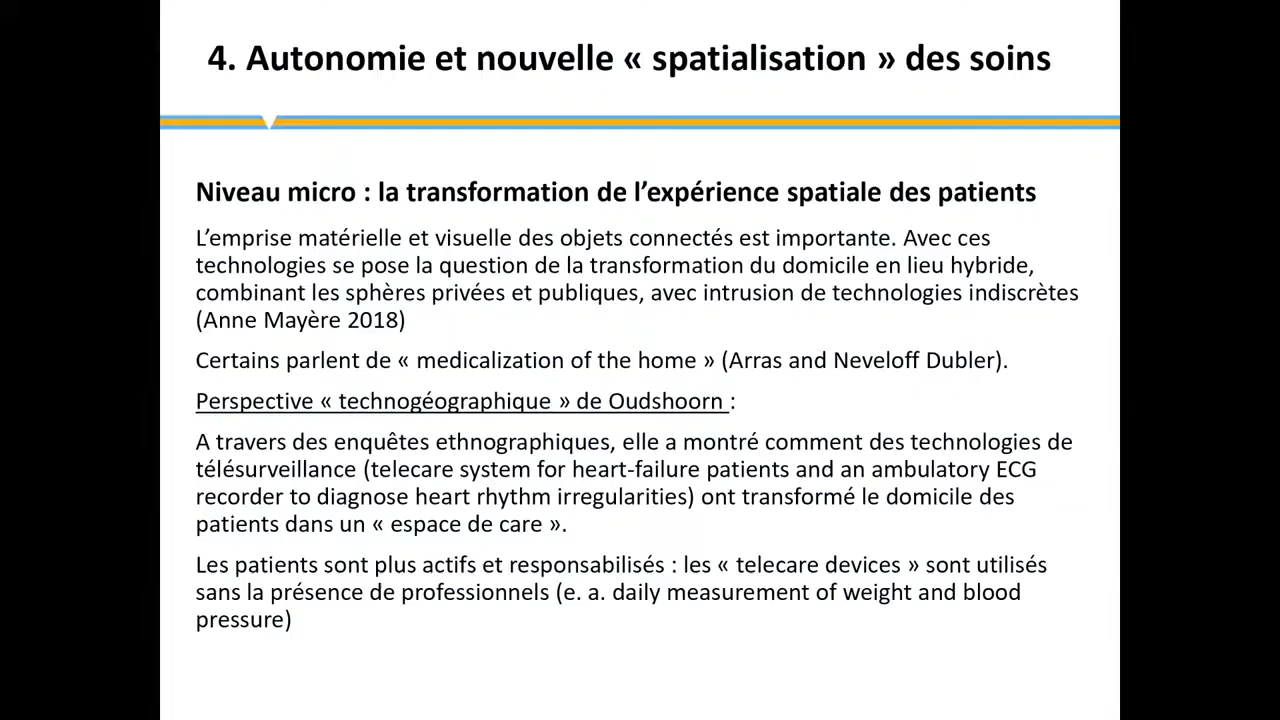 4. Autonomie et nouvelle « spatialisation » des soins
Niveau micro : la transformation de l’expérience spatiale des patients
L’emprise matérielle et visuelle des objets connectés est importante. Avec ces
technologies se pose la question de la transformation du domicile en lieu hybride,
combinant les sphères privées et publiques, avec intrusion de technologies indiscrètes
(Anne Mayère 2018)
Certains parlent de « medicalization of the home » (Arras and Neveloff Dubler).
Perspective « technogéographique » de Oudshoorn :
A travers des enquêtes ethnographiques, elle a montré comment des technologies de
télésurveillance (telecare system for heart-failure patients and an ambulatory ECG
recorder to diagnose heart rhythm irregularities) ont transformé le domicile des
patients dans un « espace de care ».
Les patients sont plus actifs et responsabilisés : les « telecare devices » sont utilisés
sans la présence de professionnels (e. a. daily measurement of weight and blood
pressure)